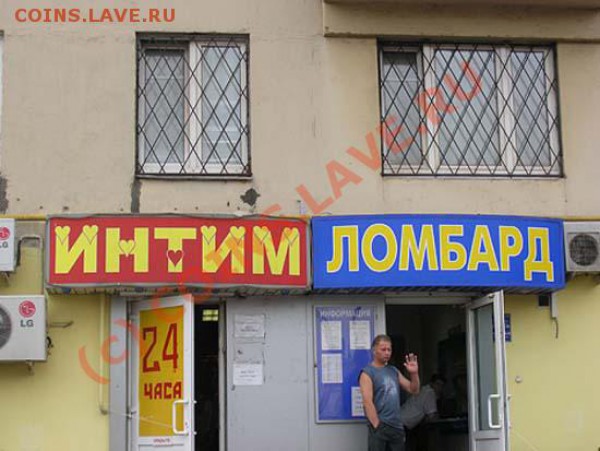 COINS.LAVE.RU
ИНТИМ ЛОМБАРД
LG
LG
24
ЧАСА
ИНФОРМАЦИЯ
(c) COINS.LAVE.RU